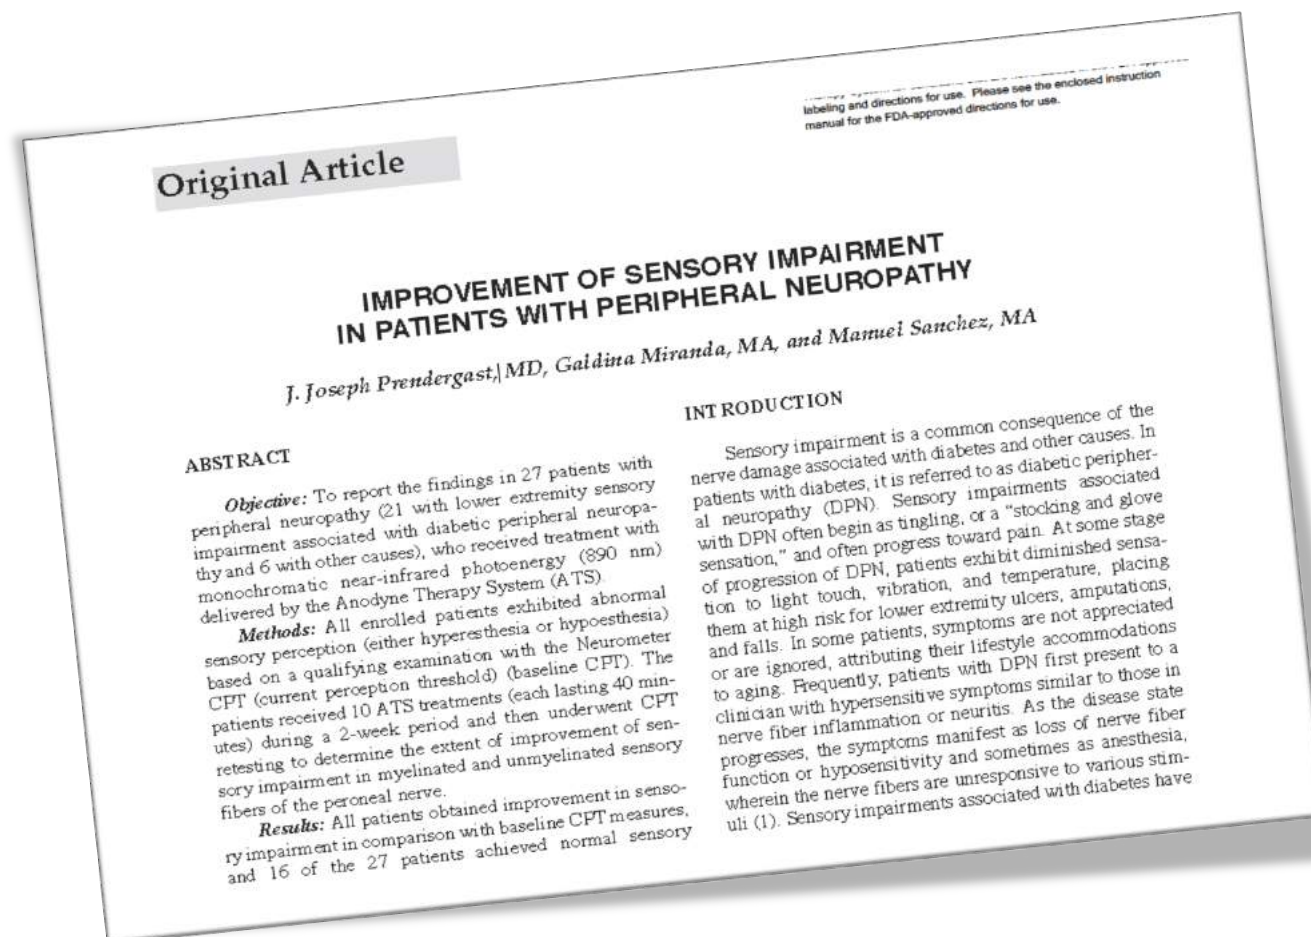 labeling and directions for use. Please see the enclosed instruction
manual for the FDA-approved directions for use.
Original Article
IMPROVEMENT OF SENSORY IMPAIRMENT
IN PATIENTS WITH PERIPHERAL NEUROPATHY
J. Joseph Prendergast, MD, Galdina Miranda, MA, and Manuel Sanchez, MA
ABSTRACT
Objective: To report the findings in 27 patients with
peripheral neuropathy (21 with lower extremity sensory
impairment associated with diabetic peripheral neuropa-
thy and 6 with other causes), who received treatment with
monochromatic near-infrared photoenergy (890 nm)
delivered by the Anodyne Therapy System (ATS).
Methods: All enrolled patients exhibited abnormal
sensory perception (either hyperesthesia or hypoesthesia)
based on a qualifying examination with the Neurometer
CPT (current perception threshold) (baseline CPT). The
patients received 10 ATS treatments (each lasting 40 min-
utes) during a 2-week period and then underwent CPT
retesting to determine the extent of improvement of sen-
sory impairment in myelinated and unmyelinated sensory
fibers of the peroneal nerve.
Results: All patients obtained improvement in senso-
ry impairment in comparison with baseline CPT measures,
and 16 of the 27 patients achieved normal sensory
INTRODUCTION
Sensory impairment is a common consequence of the
nerve damage associated with diabetes and other causes. In
patients with diabetes, it is referred to as diabetic peripher-
al neuropathy (DPN). Sensory impairments associated
with DPN often begin as tingling, or a "stocking and glove
sensation," and often progress toward pain. At some stage
of progression of DPN, patients exhibit diminished sensa-
tion to light touch, vibration, and temperature, placing
them at high risk for lower extremity ulcers, amputations,
and falls. In some patients, symptoms are not appreciated
or are ignored, attributing their lifestyle accommodations
to aging. Frequently, patients with DPN first present to a
clinician with hypersensitive symptoms similar to those in
nerve fiber inflammation or neuritis. As the disease state
progresses, the symptoms manifest as loss of nerve fiber
function or hyposensitivity and sometimes as anesthesia,
wherein the nerve fibers are unresponsive to various stim-
uli (1). Sensory impairments associated with diabetes have